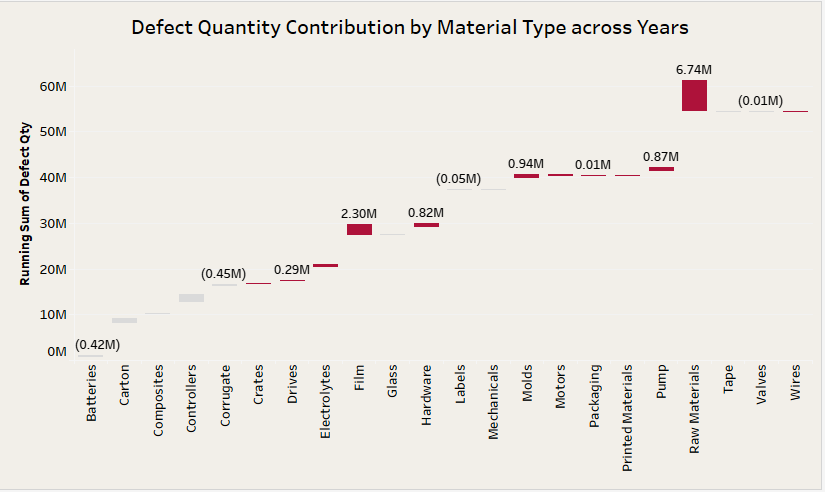 Defect Quantity Contribution by Material Type across Years
Running Sum of Defect Qty
60M
50M
40M
30M
20M
10M
0M
(0.42M)
(0.45M)
0.29M
2.30M
0.82M
(0.05M)
0.94M
0.01M
0.87M
6.74M
(0.01M)
Batteries
Carton
Composites
Controllers
Corrugate
Crates
Drives
Electrolytes
Film
Glass
Hardware
Labels
Mechanicals
Molds
Motors
Packaging
Printed Materials
Pump
Raw Materials
Tape
Valves
Wires